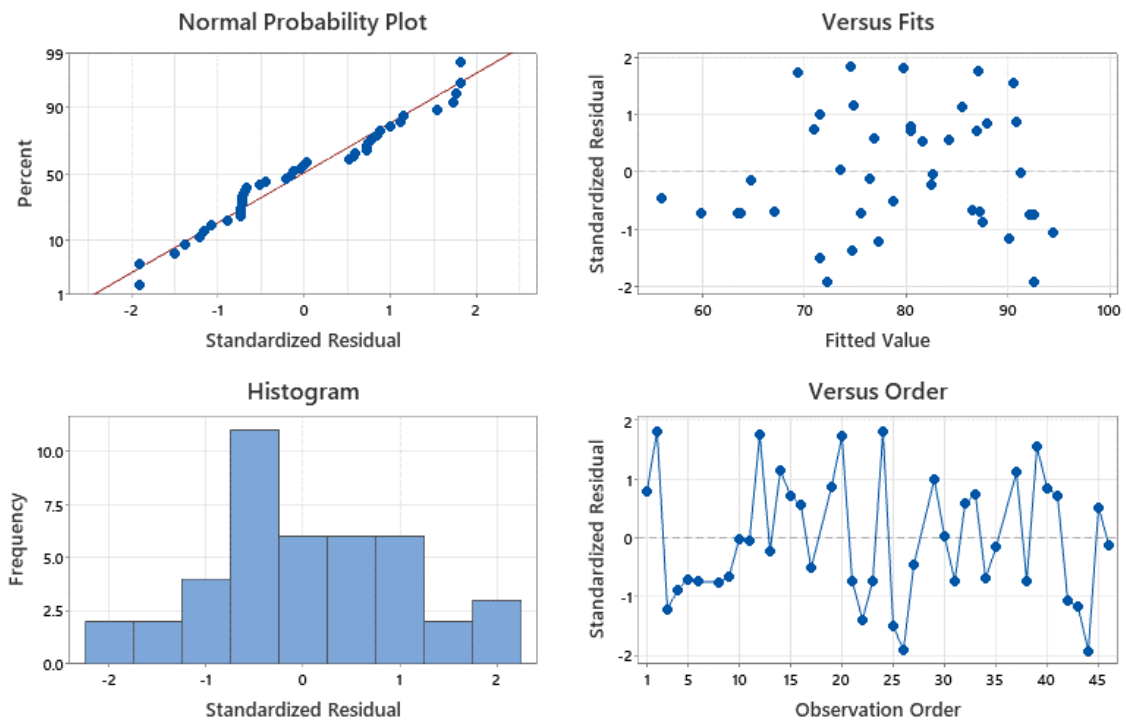 Normal Probability Plot
99
90
50
10
1
Percent
-2 -1 0 1 2
Standardized Residual
Versus Fits
2
1
0
-1
-2
Standardized Residual
60 70 80 90 100
Fitted Value
Histogram
10.0
7.5
5.0
2.5
0.0
Frequency
-2 -1 0 1 2
Standardized Residual
Versus Order
2
1
0
-1
-2
Standardized Residual
1 5 10 15 20 25 30 35 40 45
Observation Order